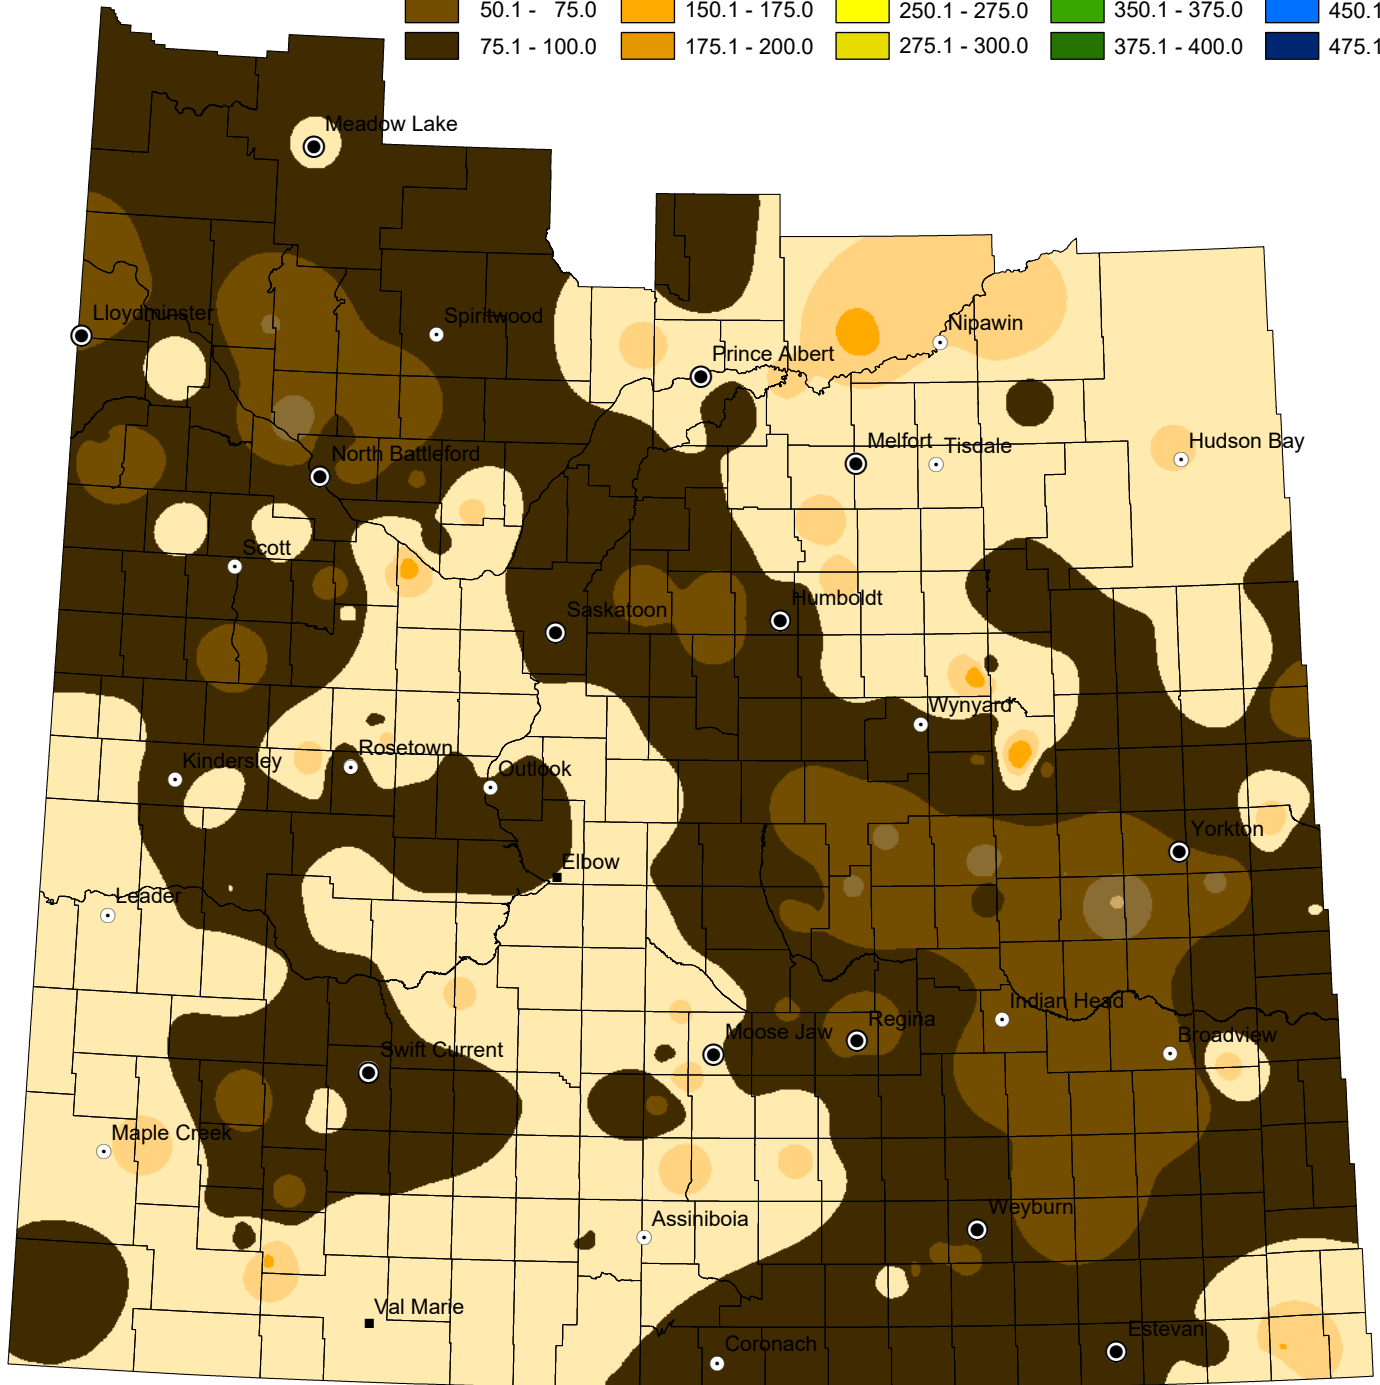 50.1 - 75.0 150.1 - 175.0 250.1 - 275.0 350.1 - 375.0 450.1
75.1 - 100.0 175.1 - 200.0 275.1 - 300.0 375.1 - 400.0 475.1
Meadow Lake
Lloydminster
Spiritwood
Nipawin
Prince Albert
Melfort
Tisdale
Hudson Bay
North Battleford
Scott
Saskatoon
Humboldt
Wynyard
Kindersley
Rosetown
Outlook
Yorkton
Elbow
Leader
Indian Head
Regina
Moose Jaw
Broadview
Swift Current
Maple Creek
Weyburn
Assiniboia
Val Marie
Estevan
Coronach